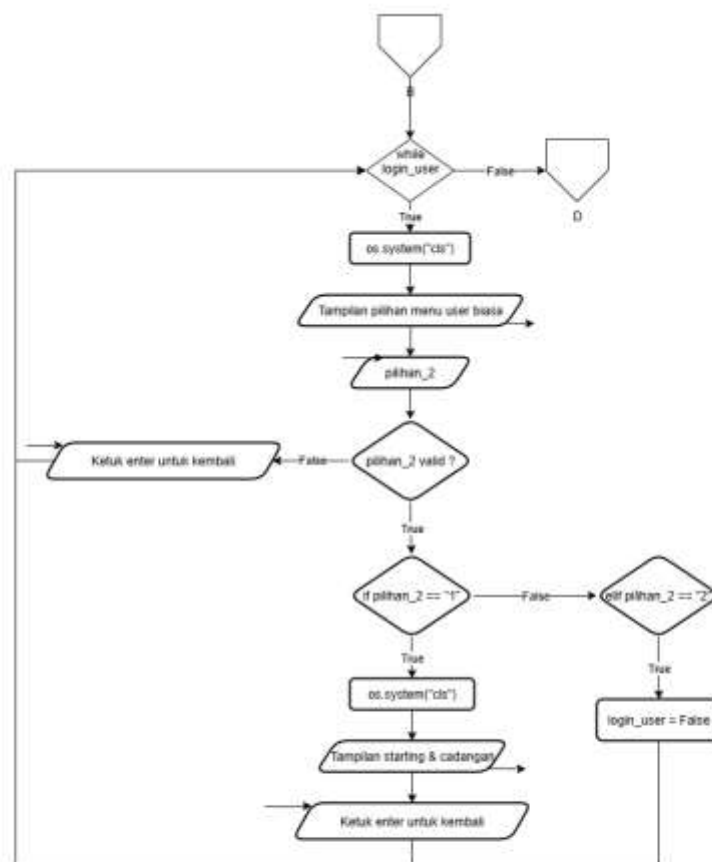 B
while
login_user
False
D
True
os.system("cls")
Tampilan pilihan menu user biasa
pilihan_2
Ketuk enter untuk kembali
False
pilihan_2 valid ?
True
if pilihan_2 == "1"
False
elif pilihan_2 == "2"
True
True
os.system("cls")
login_user = False
Tampilan starting & cadangan
Ketuk enter untuk kembali